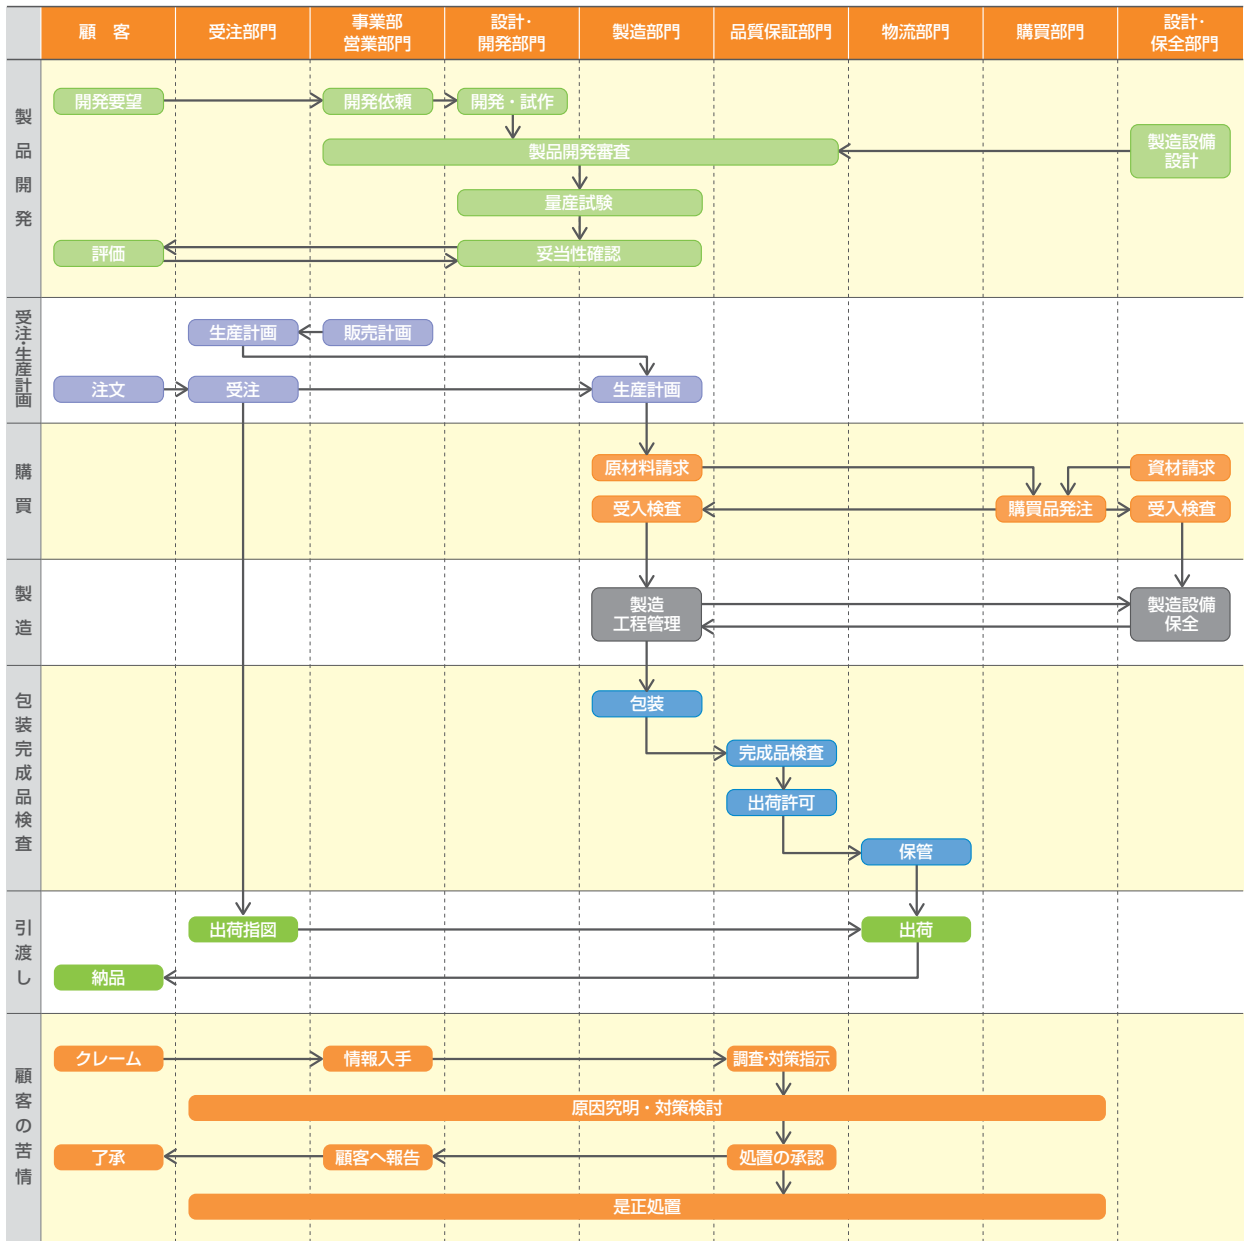 顧　客
受注部門
事業部
営業部門
設計・
開発部門
製造部門
品質保証部門
物流部門
購買部門
設計・
保全部門
製品開発
開発要望
開発依頼
開発・試作
製品開発審査
製造設備
設計
量産試験
評価
妥当性確認
受注・生産計画
生産計画
販売計画
注文
受注
生産計画
購買
原材料請求
資材請求
受入検査
購買品発注
受入検査
製造
製造
工程管理
製造設備
保全
包装完成品検査
包装
完成品検査
出荷許可
保管
引渡し
出荷指図
出荷
納品
顧客の苦情
クレーム
情報入手
調査・対策指示
原因究明・対策検討
了承
顧客へ報告
処置の承認
是正処置